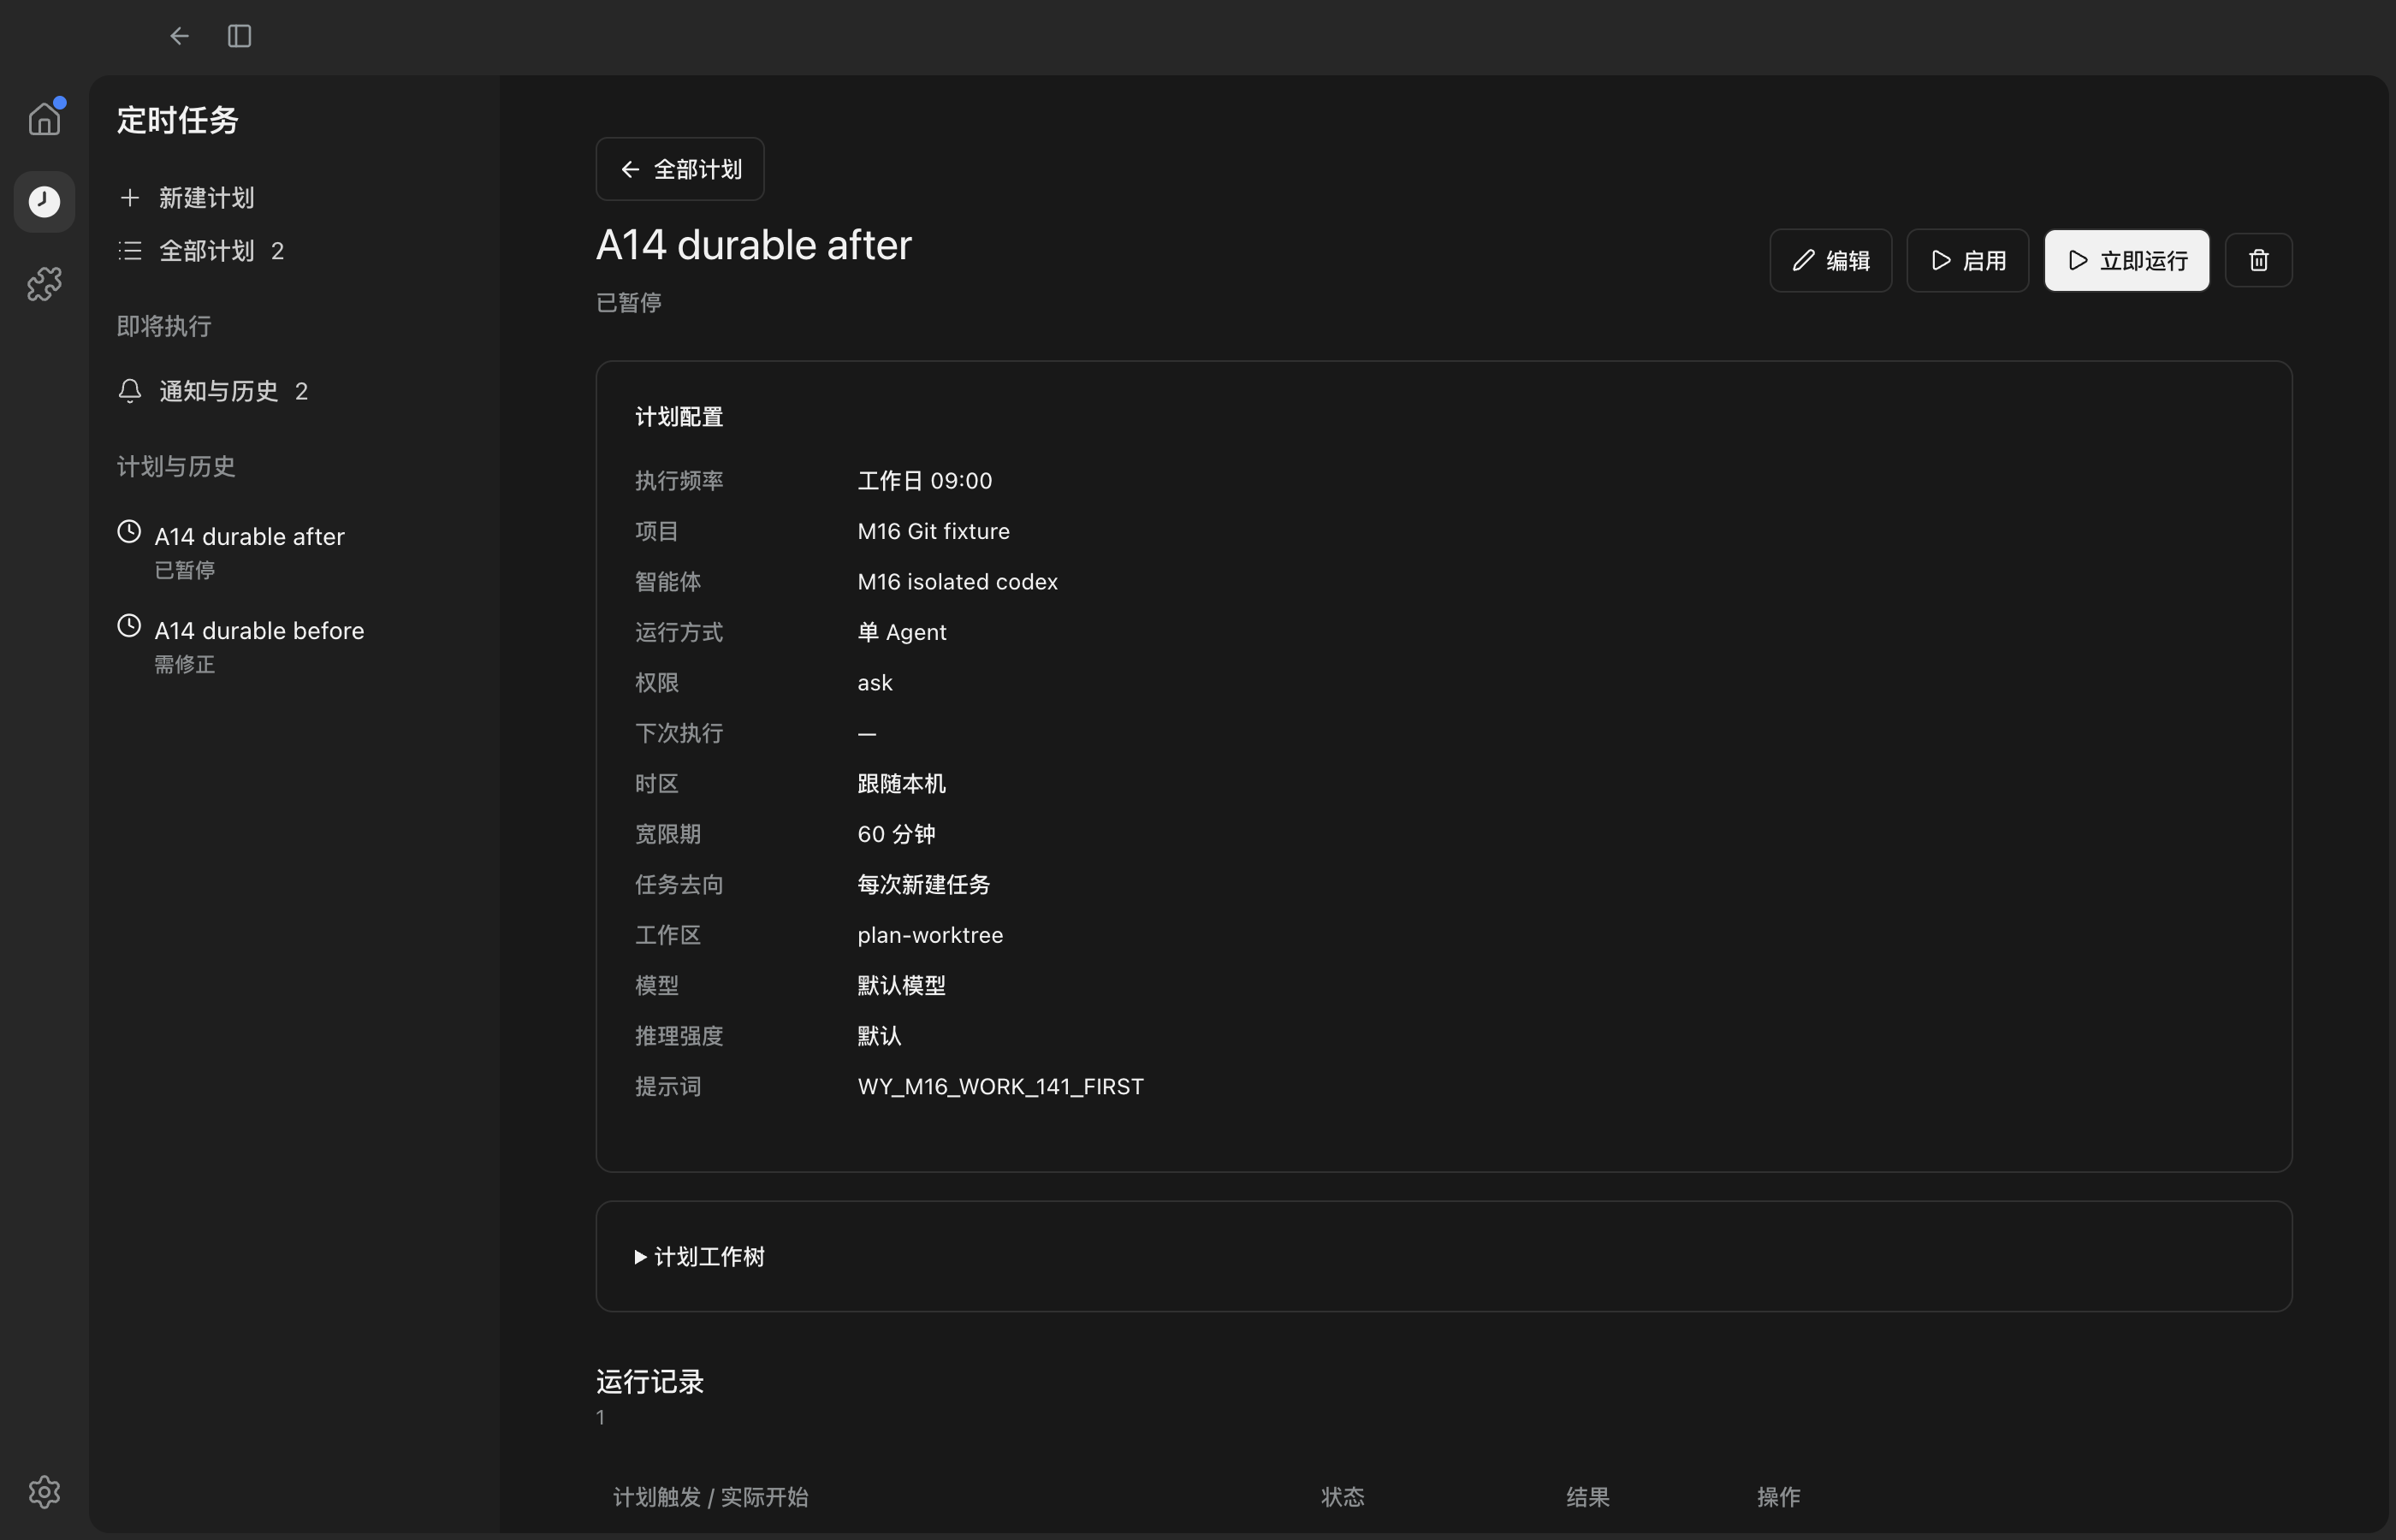 定时任务
新建计划
全部计划 2
即将执行
通知与历史 2
计划与历史
A14 durable after
已暂停
A14 durable before
需修正
全部计划
A14 durable after
已暂停
编辑
启用
立即运行
计划配置
执行频率 工作日 09:00
项目 M16 Git fixture
智能体 M16 isolated codex
运行方式 单 Agent
权限 ask
下次执行 —
时区 跟随本机
宽限期 60 分钟
任务去向 每次新建任务
工作区 plan-worktree
模型 默认模型
推理强度 默认
提示词 WY_M16_WORK_141_FIRST
计划工作树
运行记录
1
计划触发 / 实际开始 状态 结果 操作